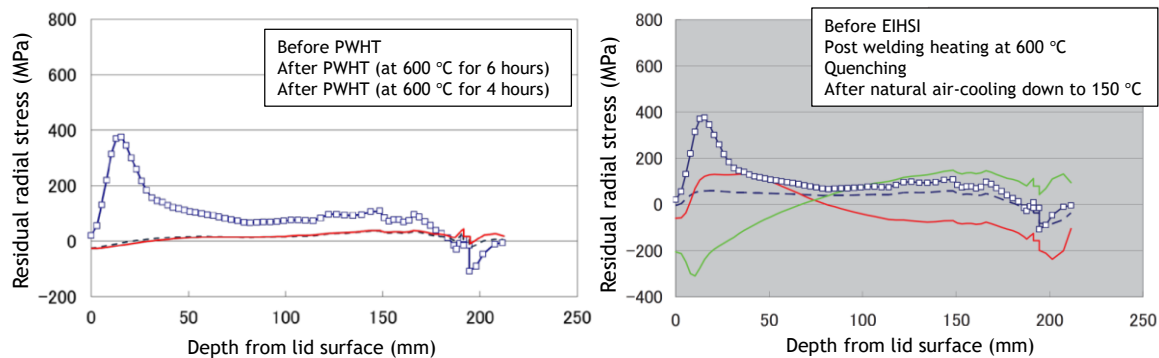 Residual radial stress (MPa)
800
600
400
200
0
−200
Before PWHT
After PWHT (at 600 °C for 6 hours)
After PWHT (at 600 °C for 4 hours)
0 50 100 150 200 250
Depth from lid surface (mm)
Residual radial stress (MPa)
800
600
400
200
0
−200
−400
Before EIHSI
Post welding heating at 600 °C
Quenching
After natural air-cooling down to 150 °C
0 50 100 150 200 250
Depth from lid surface (mm)